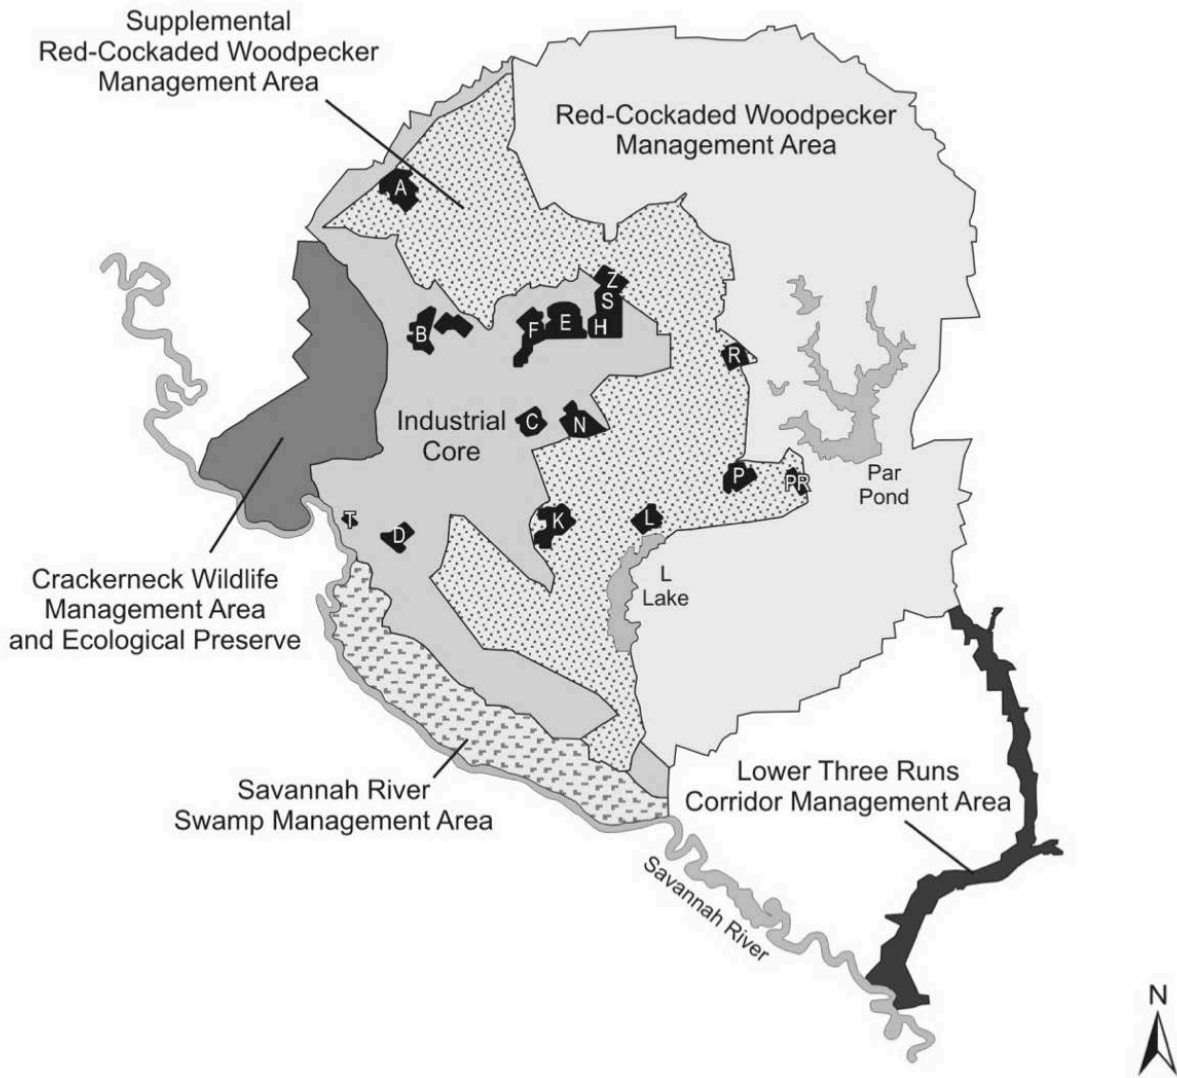 Supplemental
Red-Cockaded Woodpecker
Management Area
Red-Cockaded Woodpecker
Management Area
A
Z
S
B
F
E
H
R
Industrial
Core
C
N
P
PR
Par
Pond
T
D
K
L
L
Lake
Crackerneck Wildlife
Management Area
and Ecological Preserve
Savannah River
Swamp Management Area
Lower Three Runs
Corridor Management Area
Savannah River
N